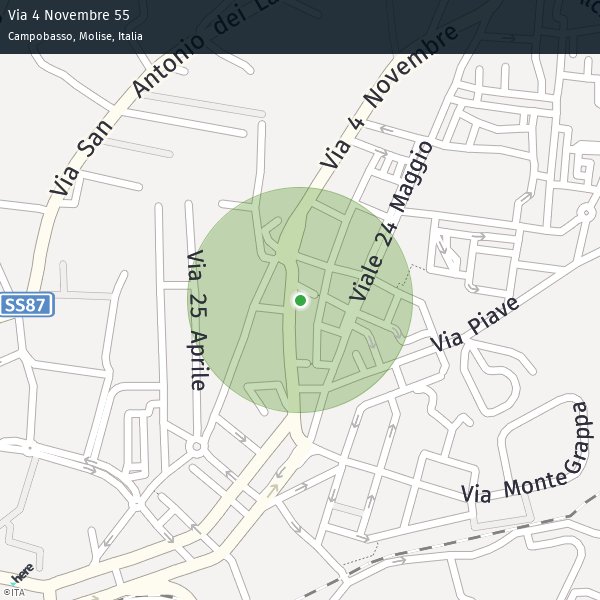 Via 4 Novembre 55
Campobasso, Molise, Italia
Via San Antonio dei La
Via 4 Novembre
Viale 24 Maggio
Via 25 Aprile
SS87
Via Piave
Via Monte Grappa
here
©ITA